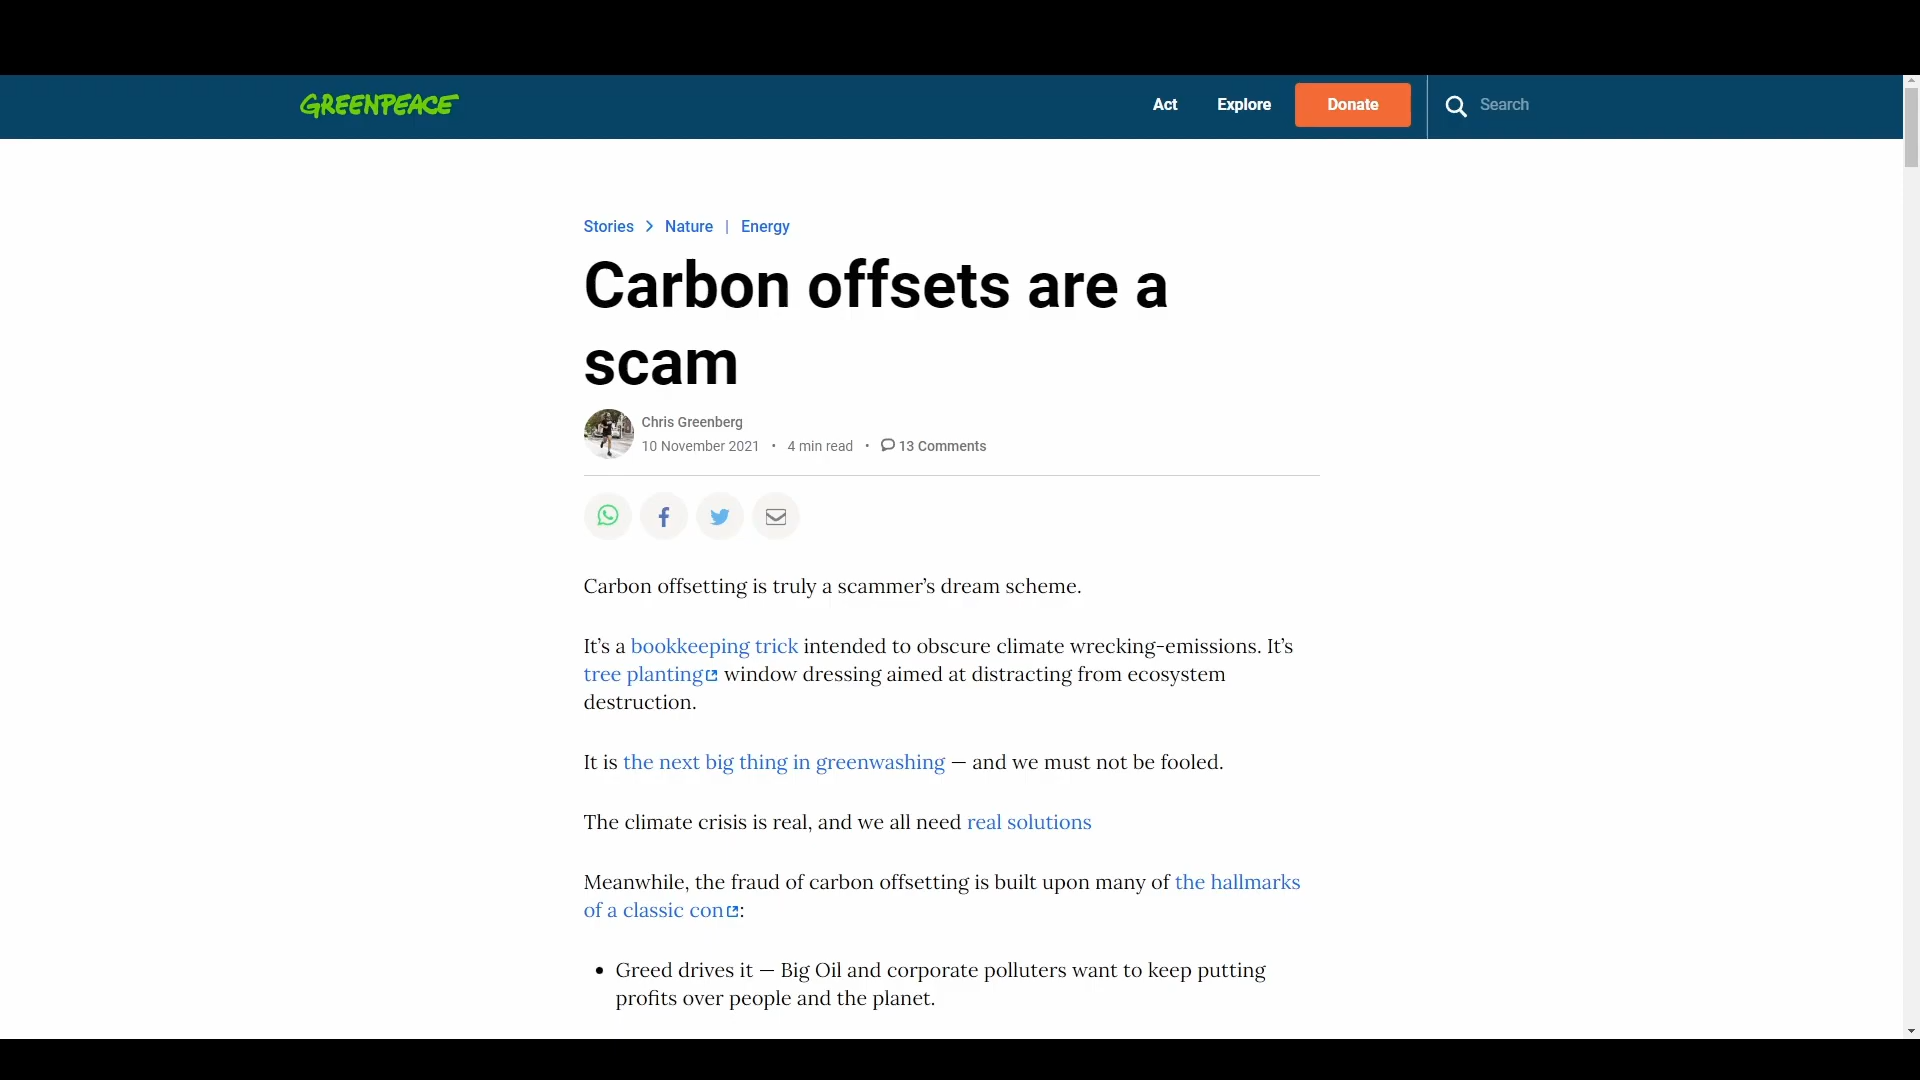 GREENPEACE
Act Explore Donate Search
Stories > Nature | Energy
Carbon offsets are a
scam
Chris Greenberg
10 November 2021 • 4 min read • 13 Comments
Carbon offsetting is truly a scammer’s dream scheme.
It’s a bookkeeping trick intended to obscure climate wrecking-emissions. It’s
tree planting window dressing aimed at distracting from ecosystem
destruction.
It is the next big thing in greenwashing — and we must not be fooled.
The climate crisis is real, and we all need real solutions
Meanwhile, the fraud of carbon offsetting is built upon many of the hallmarks
of a classic con:
• Greed drives it — Big Oil and corporate polluters want to keep putting
profits over people and the planet.